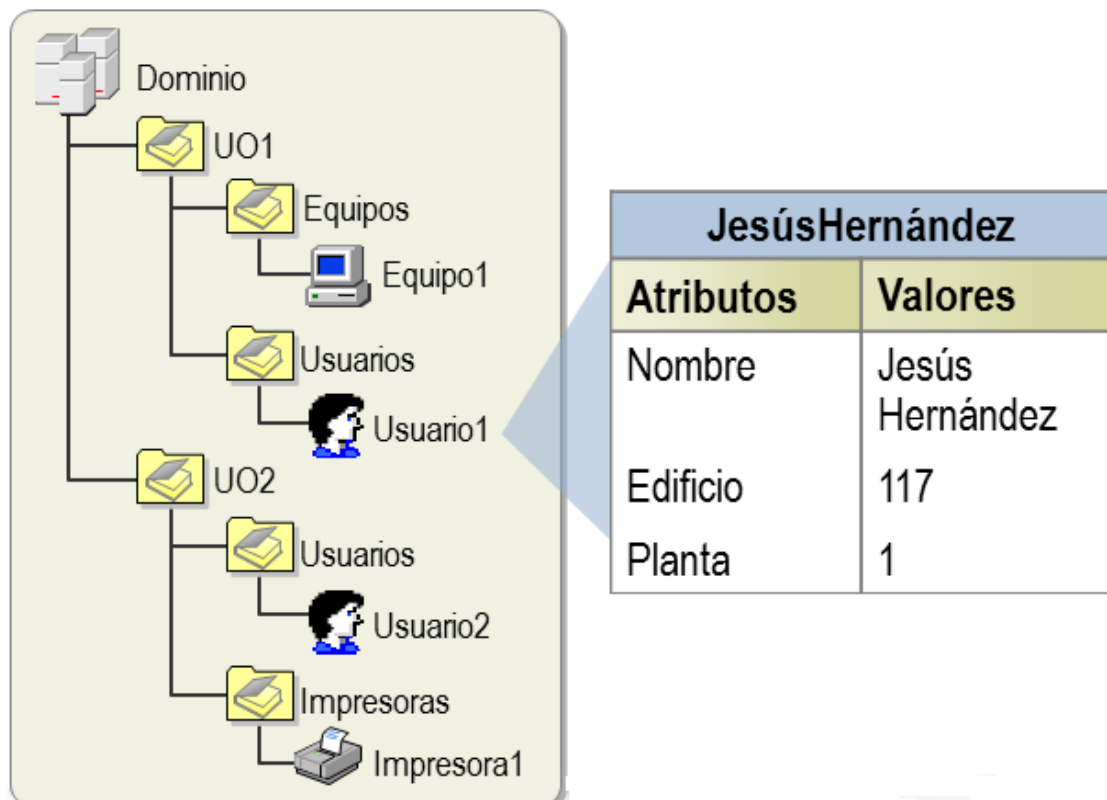 Dominio
UO1
Equipos
Equipo1
Usuarios
Usuario1
UO2
Usuarios
Usuario2
Impresoras
Impresora1
JesúsHernández
Atributos Valores
Nombre Jesús
Hernández
Edificio 117
Planta 1